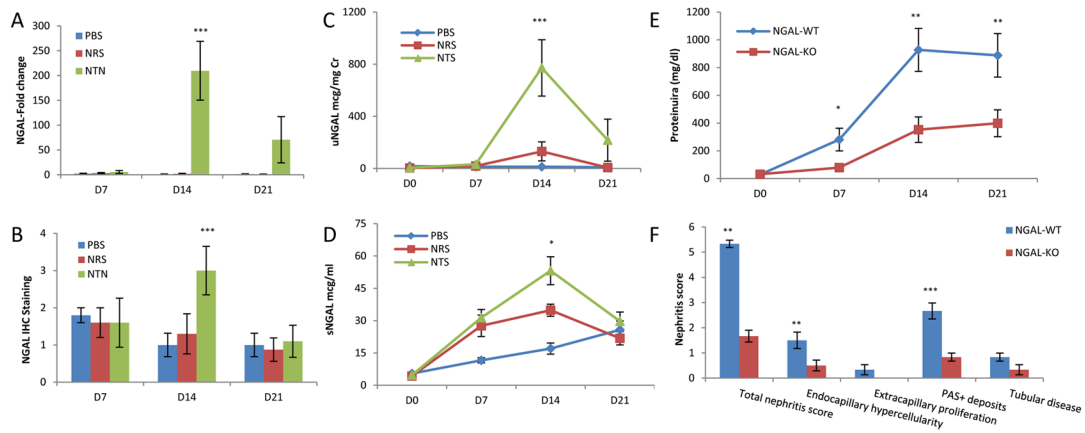 A
NGAL-Fold change
300
250
200
150
100
50
0
PBS
NRS
NTN
***
D7
D14
D21
B
NGAL IHC Staining
4
3
2
1
0
PBS
NRS
NTN
***
D7
D14
D21
C
uNGAL mcg/mg Cr
1200
800
400
0
PBS
NRS
NTS
***
D0
D7
D14
D21
D
sNGAL mcg/ml
75
60
45
30
15
0
PBS
NRS
NTS
*
D0
D7
D14
D21
E
Proteinuira (mg/dl)
1200
1000
800
600
400
200
0
NGAL-WT
NGAL-KO
*
**
**
D0
D7
D14
D21
F
Nephritis score
6
5
4
3
2
1
0
NGAL-WT
NGAL-KO
**
**
***
Total nephritis score
Endocapillary hypercellularity
Extracapillary proliferation
PAS+ deposits
Tubular disease